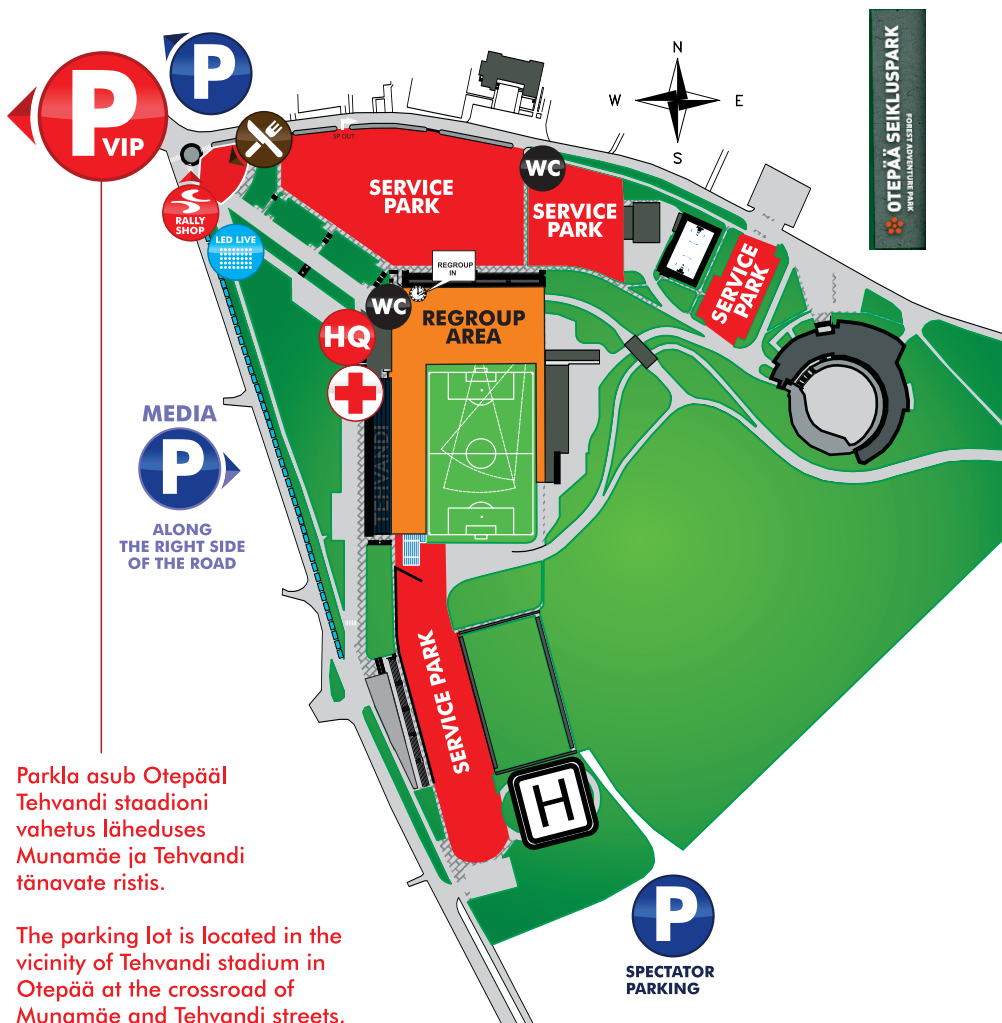 P
VIP
P
N
W
E
S
OTEPÄÄ SEIKLUSPARK
FOREST ADVENTURE PARK
SP OUT
WC
SERVICE
PARK
SERVICE
PARK
SERVICE
PARK
RALLY
SHOP
LED LIVE
REGROUP
IN
WC
REGROUP
AREA
HQ
TEHVANDI
MEDIA
P
ALONG
THE RIGHT SIDE
OF THE ROAD
SERVICE PARK
H
P
SPECTATOR
PARKING
Parkla asub Otepääl
Tehvandi staadioni
vahetus läheduses
Munamäe ja Tehvandi
tänavate ristis.
The parking lot is located in the
vicinity of Tehvandi stadium in
Otepää at the crossroad of
Munamäe and Tehvandi streets.